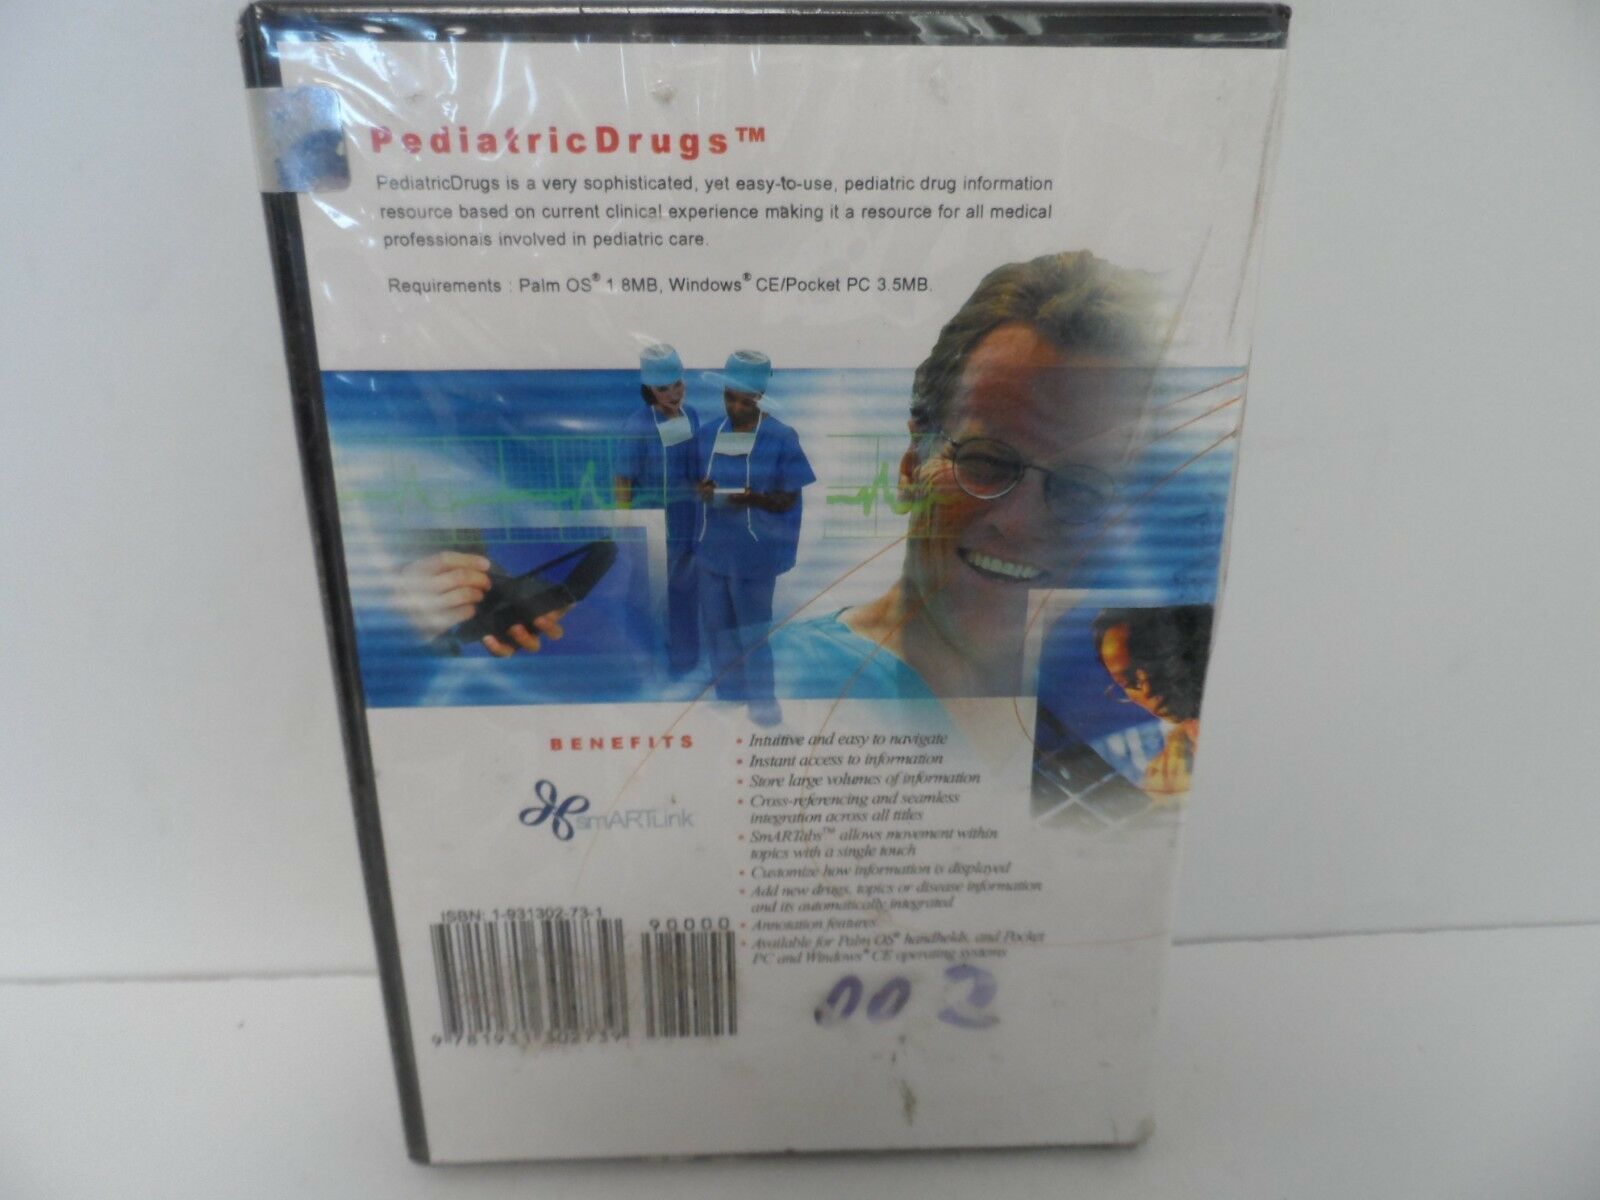 PediatricDrugs™
PediatricDrugs is a very sophisticated, yet easy-to-use, pediatric drug information
resource based on current clinical experience making it a resource for all medical
professionals involved in pediatric care.
Requirements : Palm OS® 1.8MB, Windows® CE/Pocket PC 3.5MB.
BENEFITS
• Intuitive and easy to navigate
• Instant access to information
• Store large volumes of information
• Cross-referencing and seamless
integration across all titles
• SmARTabs™ allows movement within
topics with a single touch
• Customize how information is displayed
• Add new drugs, topics or disease information
and its automatically integrated
• Annotation features
• Available for Palm OS® handhelds, and Pocket
PC and Windows® CE operating systems
smARTLink
ISBN: 1-931302-73-1
90000
9 781931 302739
002